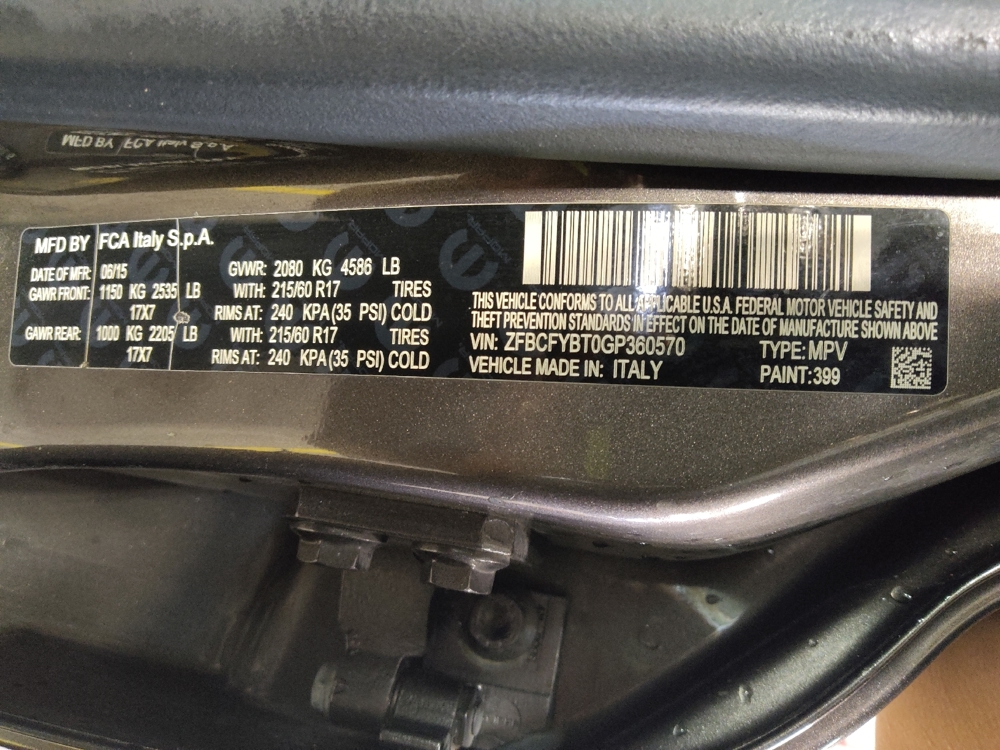 MFD BY FCA Italy S.p.A.
DATE OF MFR: 06/15 GVWR: 2080 KG 4586 LB
GAWR FRONT: 1150 KG 2535 LB WITH: 215/60 R17 TIRES
17X7 RIMS AT: 240 KPA(35 PSI) COLD
GAWR REAR: 1000 KG 2205 LB WITH: 215/60 R17 TIRES
17X7 RIMS AT: 240 KPA(35 PSI) COLD
THIS VEHICLE CONFORMS TO ALL APPLICABLE U.S.A. FEDERAL MOTOR VEHICLE SAFETY AND
THEFT PREVENTION STANDARDS IN EFFECT ON THE DATE OF MANUFACTURE SHOWN ABOVE
VIN: ZFBCFYBT0GP360570 TYPE: MPV
VEHICLE MADE IN: ITALY PAINT:399